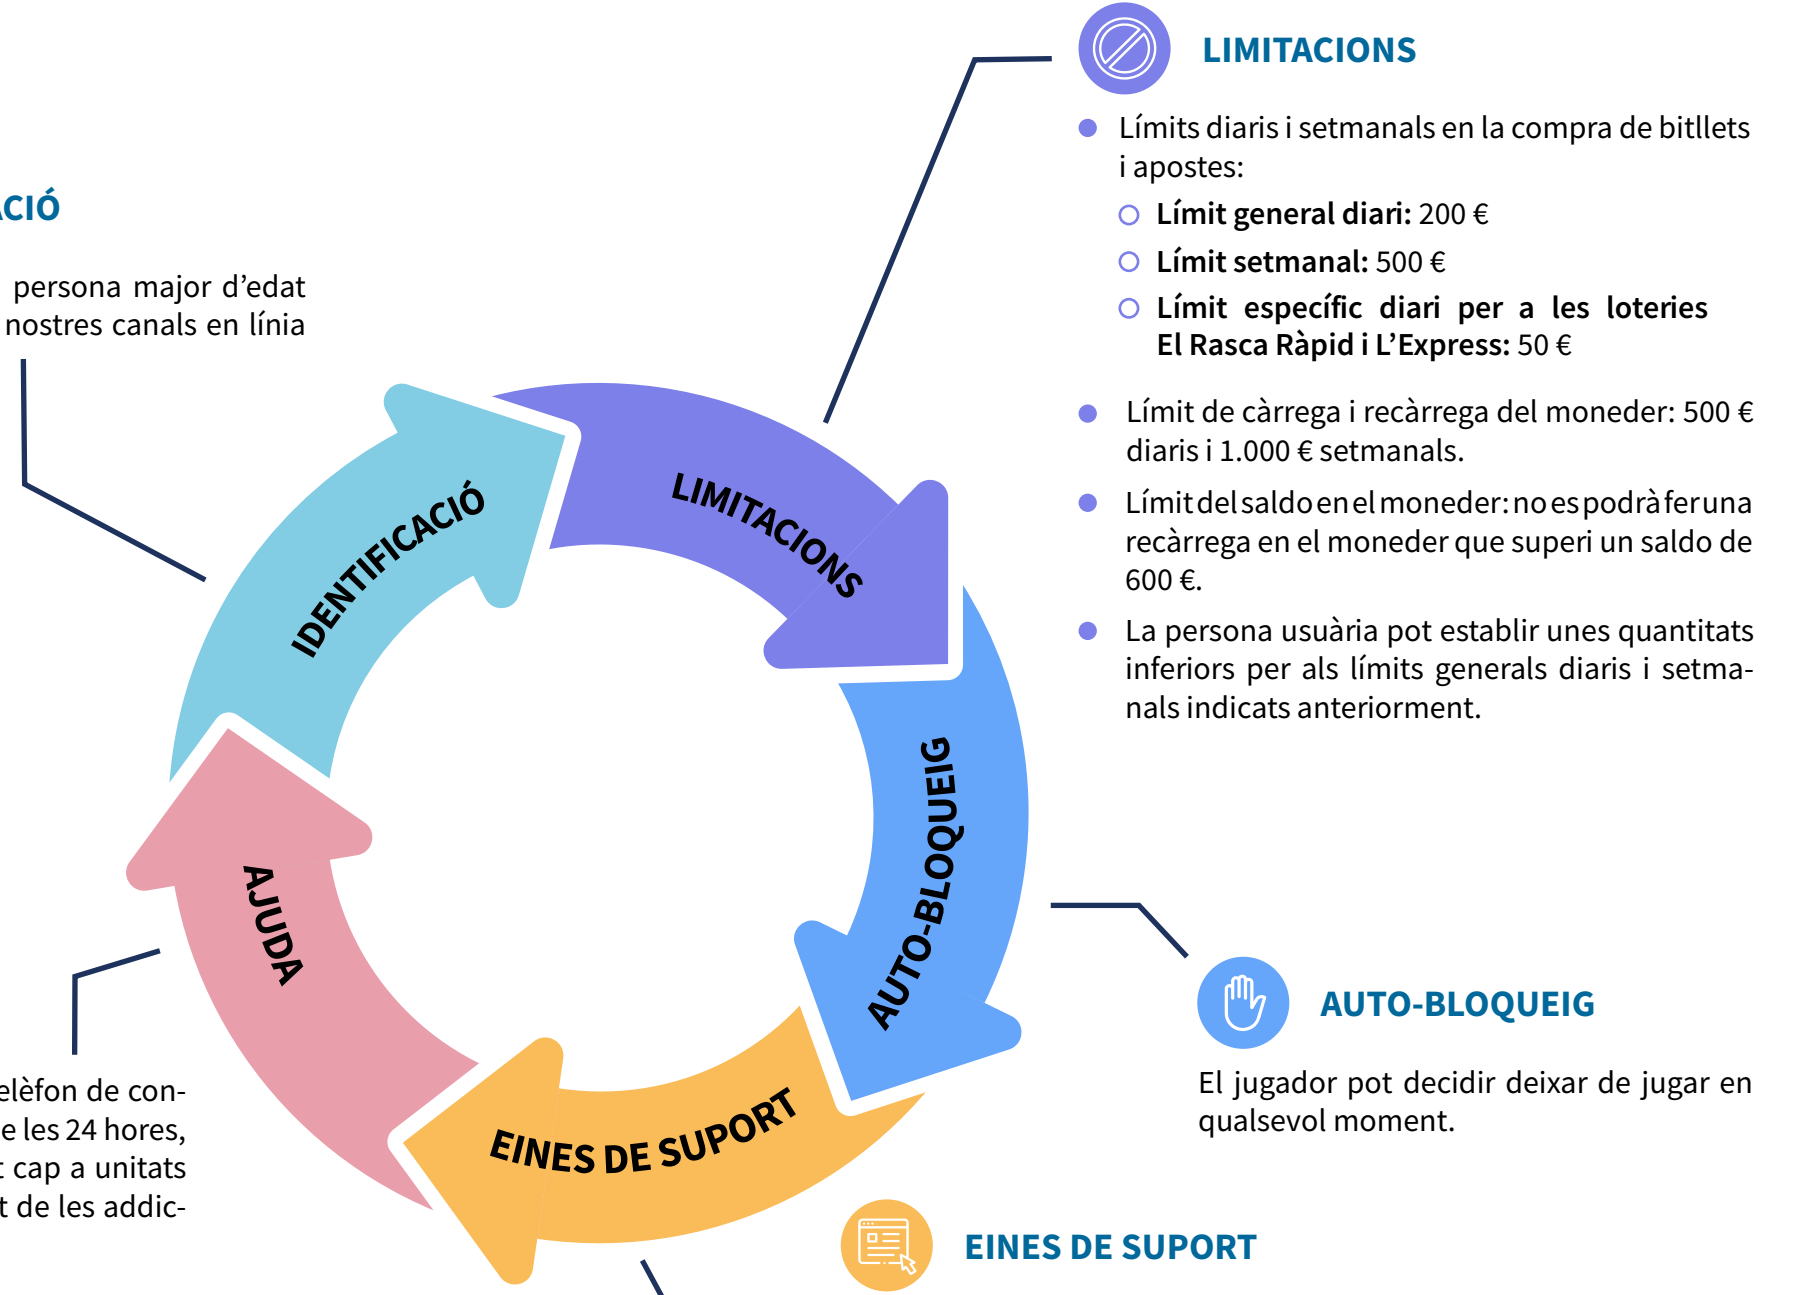 LIMITACIONS
Límits diaris i setmanals en la compra de bitllets
i apostes:
Límit general diari: 200 €
Límit setmanal: 500 €
Límit específic diari per a les loteries
El Rasca Ràpid i L’Express: 50 €
Límit de càrrega i recàrrega del moneder: 500 €
diaris i 1.000 € setmanals.
Límit del saldo en el moneder: no es podrà fer una
recàrrega en el moneder que superi un saldo de
600 €.
La persona usuària pot establir unes quantitats
inferiors per als límits generals diaris i setma-
nals indicats anteriorment.
persona major d’edat
nostres canals en línia
IDENTIFICACIÓ
LIMITACIONS
AUTO-BLOQUEIG
EINES DE SUPORT
AJUDA
AUTO-BLOQUEIG
El jugador pot decidir deixar de jugar en
qualsevol moment.
de con-
les 24 hores,
cap a unitats
de les addic-
EINES DE SUPORT